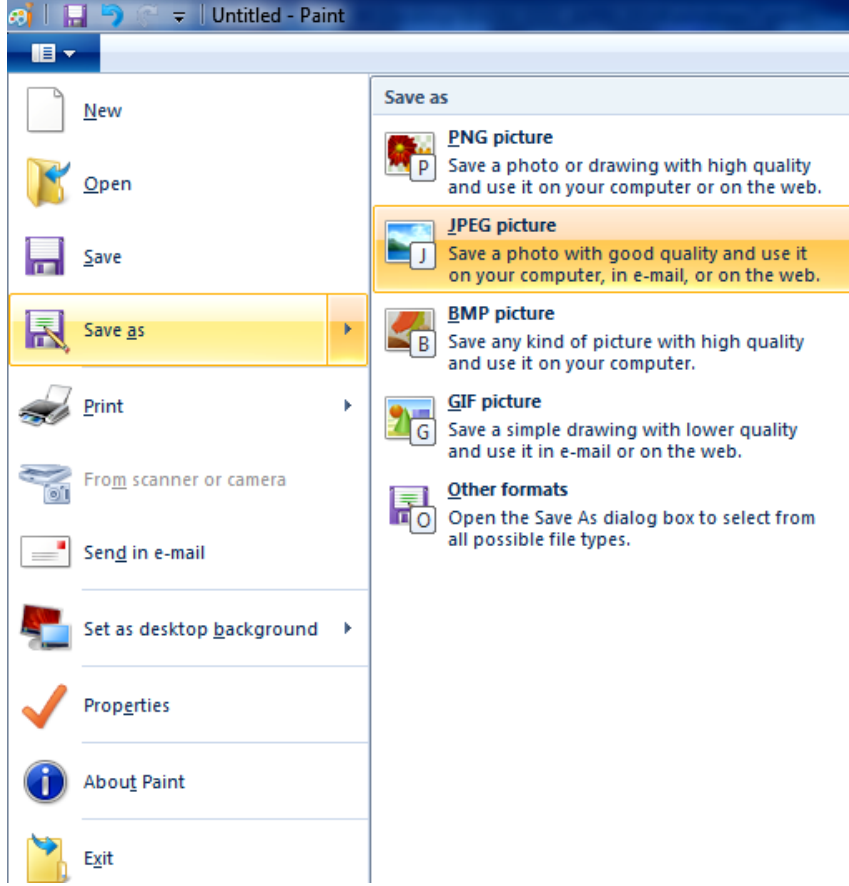 Untitled - Paint
New
Open
Save
Save as
Print
From scanner or camera
Send in e-mail
Set as desktop background
Properties
About Paint
Exit
Save as
PNG picture
P
Save a photo or drawing with high quality
and use it on your computer or on the web.
JPEG picture
J
Save a photo with good quality and use it
on your computer, in e-mail, or on the web.
BMP picture
B
Save any kind of picture with high quality
and use it on your computer.
GIF picture
G
Save a simple drawing with lower quality
and use it in e-mail or on the web.
Other formats
O
Open the Save As dialog box to select from
all possible file types.